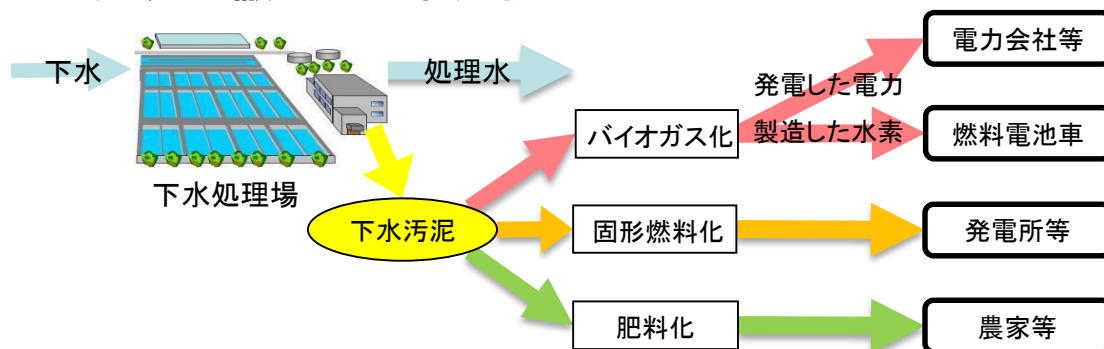 下水
処理水
下水処理場
下水汚泥
バイオガス化
発電した電力
製造した水素
電力会社等
燃料電池車
固形燃料化
発電所等
肥料化
農家等